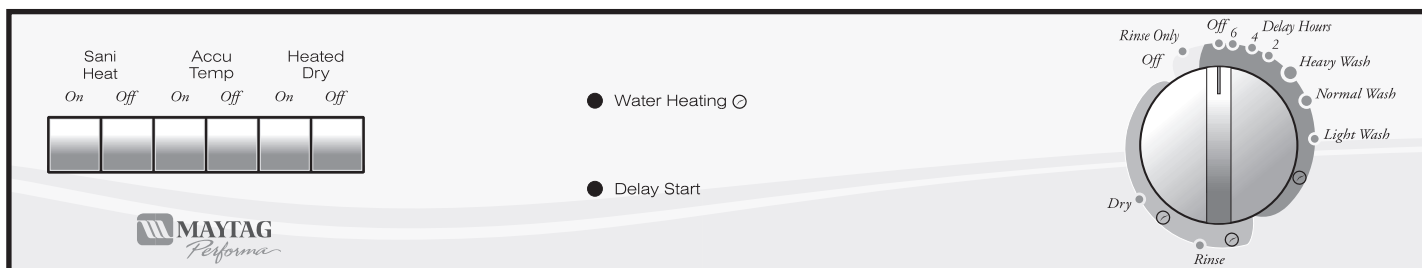 Sani Heat
Accu Temp
Heated Dry
On Off On Off On Off
Water Heating
Delay Start
MAYTAG
Performa
Rinse Only
Off
Off 6 4 2 Delay Hours
Heavy Wash
Normal Wash
Light Wash
Dry
Rinse